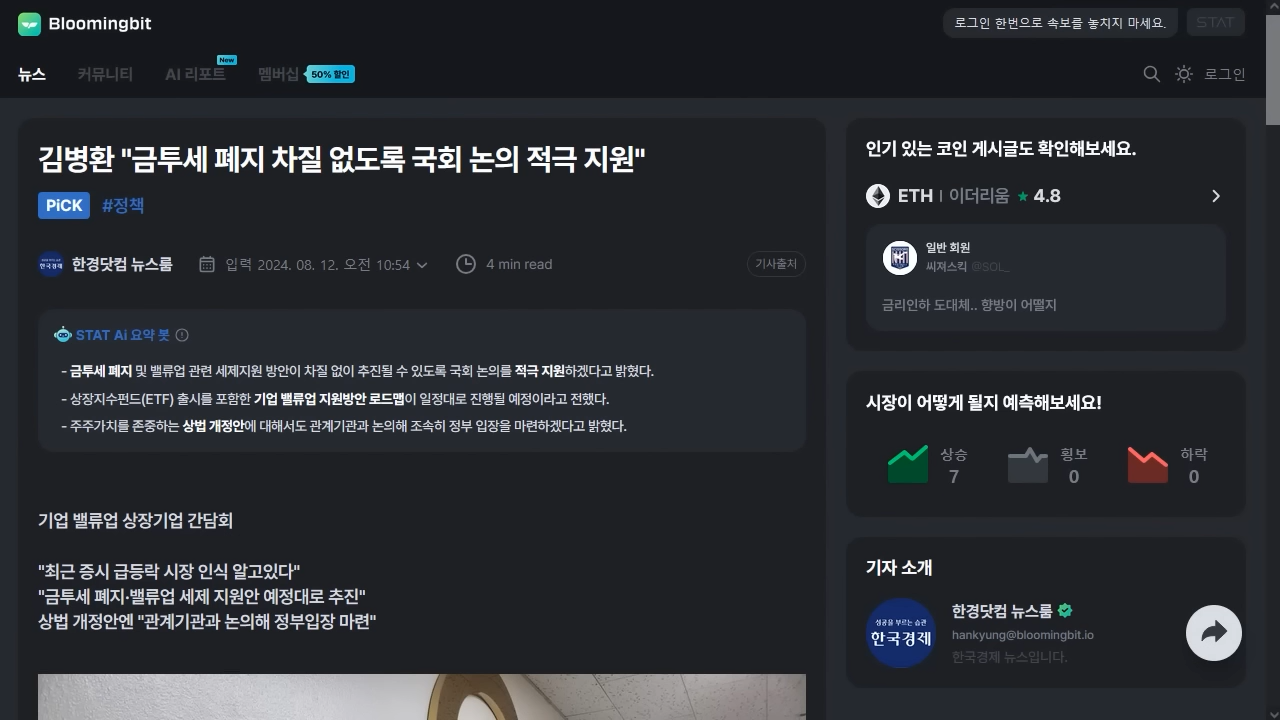 Bloomingbit
로그인 한번으로 속보를 놓치지 마세요.
STAT
뉴스 커뮤니티 AI 리포트 New 멤버십 50% 할인
로그인
김병환 "금투세 폐지 차질 없도록 국회 논의 적극 지원"
PiCK #정책
한경닷컴 뉴스룸 입력 2024. 08. 12. 오전 10:54 4 min read 기사출처
STAT Ai 요약 봇
- 금투세 폐지 및 밸류업 관련 세제지원 방안이 차질 없이 추진될 수 있도록 국회 논의를 적극 지원하겠다고 밝혔다.
- 상장지수펀드(ETF) 출시를 포함한 기업 밸류업 지원방안 로드맵이 일정대로 진행될 예정이라고 전했다.
- 주주가치를 존중하는 상법 개정안에 대해서도 관계기관과 논의해 조속히 정부 입장을 마련하겠다고 밝혔다.
기업 밸류업 상장기업 간담회
"최근 증시 급등락 시장 인식 알고있다"
"금투세 폐지·밸류업 세제 지원안 예정대로 추진"
상법 개정안엔 "관계기관과 논의해 정부입장 마련"
인기 있는 코인 게시글도 확인해보세요.
ETH 이더리움 ★ 4.8
일반 회원
씨져스킥 @SOL_
금리인하 도대체.. 향방이 어떨지
시장이 어떻게 될지 예측해보세요!
상승 횡보 하락
7 0 0
기자 소개
성공을 부르는 습관
한국경제
한경닷컴 뉴스룸
hankyung@bloomingbit.io
한국경제 뉴스입니다.